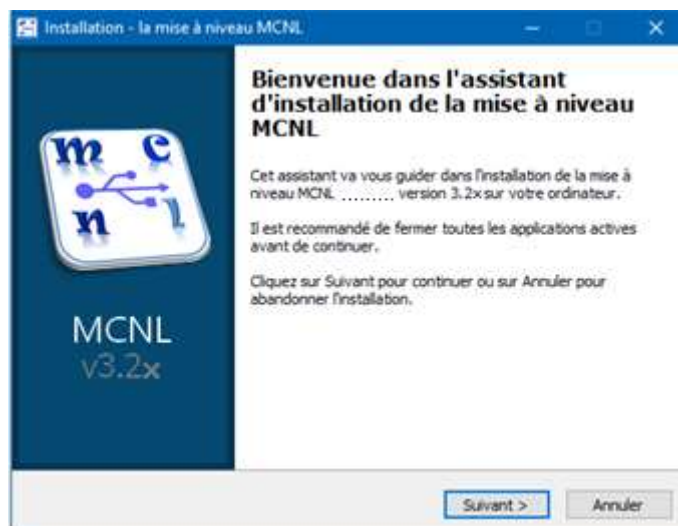 Installation - la mise à niveau MCNL
Bienvenue dans l'assistant
d'installation de la mise à niveau
MCNL
Cet assistant va vous guider dans l'installation de la mise à
niveau MCNL ......... version 3.2x sur votre ordinateur.
Il est recommandé de fermer toutes les applications actives
avant de continuer.
Cliquez sur Suivant pour continuer ou sur Annuler pour
abandonner l'installation.
m c
n l
MCNL
v3.2x
Suivant >
Annuler